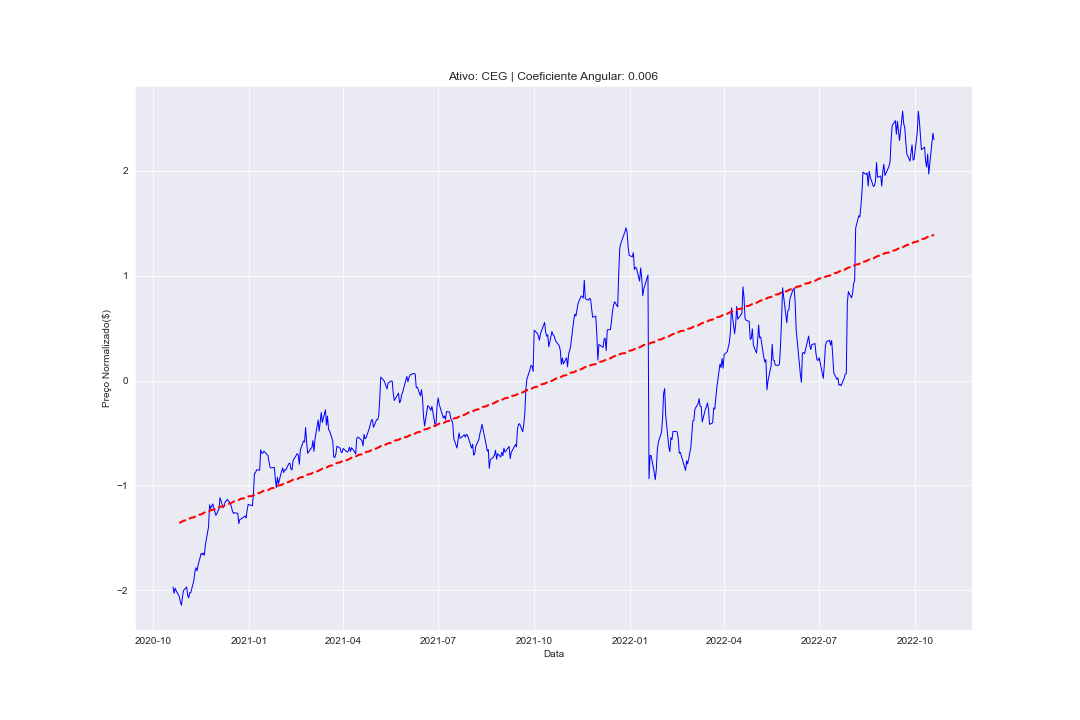 Ativo: CEG | Coeficiente Angular: 0.006
Preço Normalizado($)
2
1
0
−1
−2
2020-10 2021-01 2021-04 2021-07 2021-10 2022-01 2022-04 2022-07 2022-10
Data